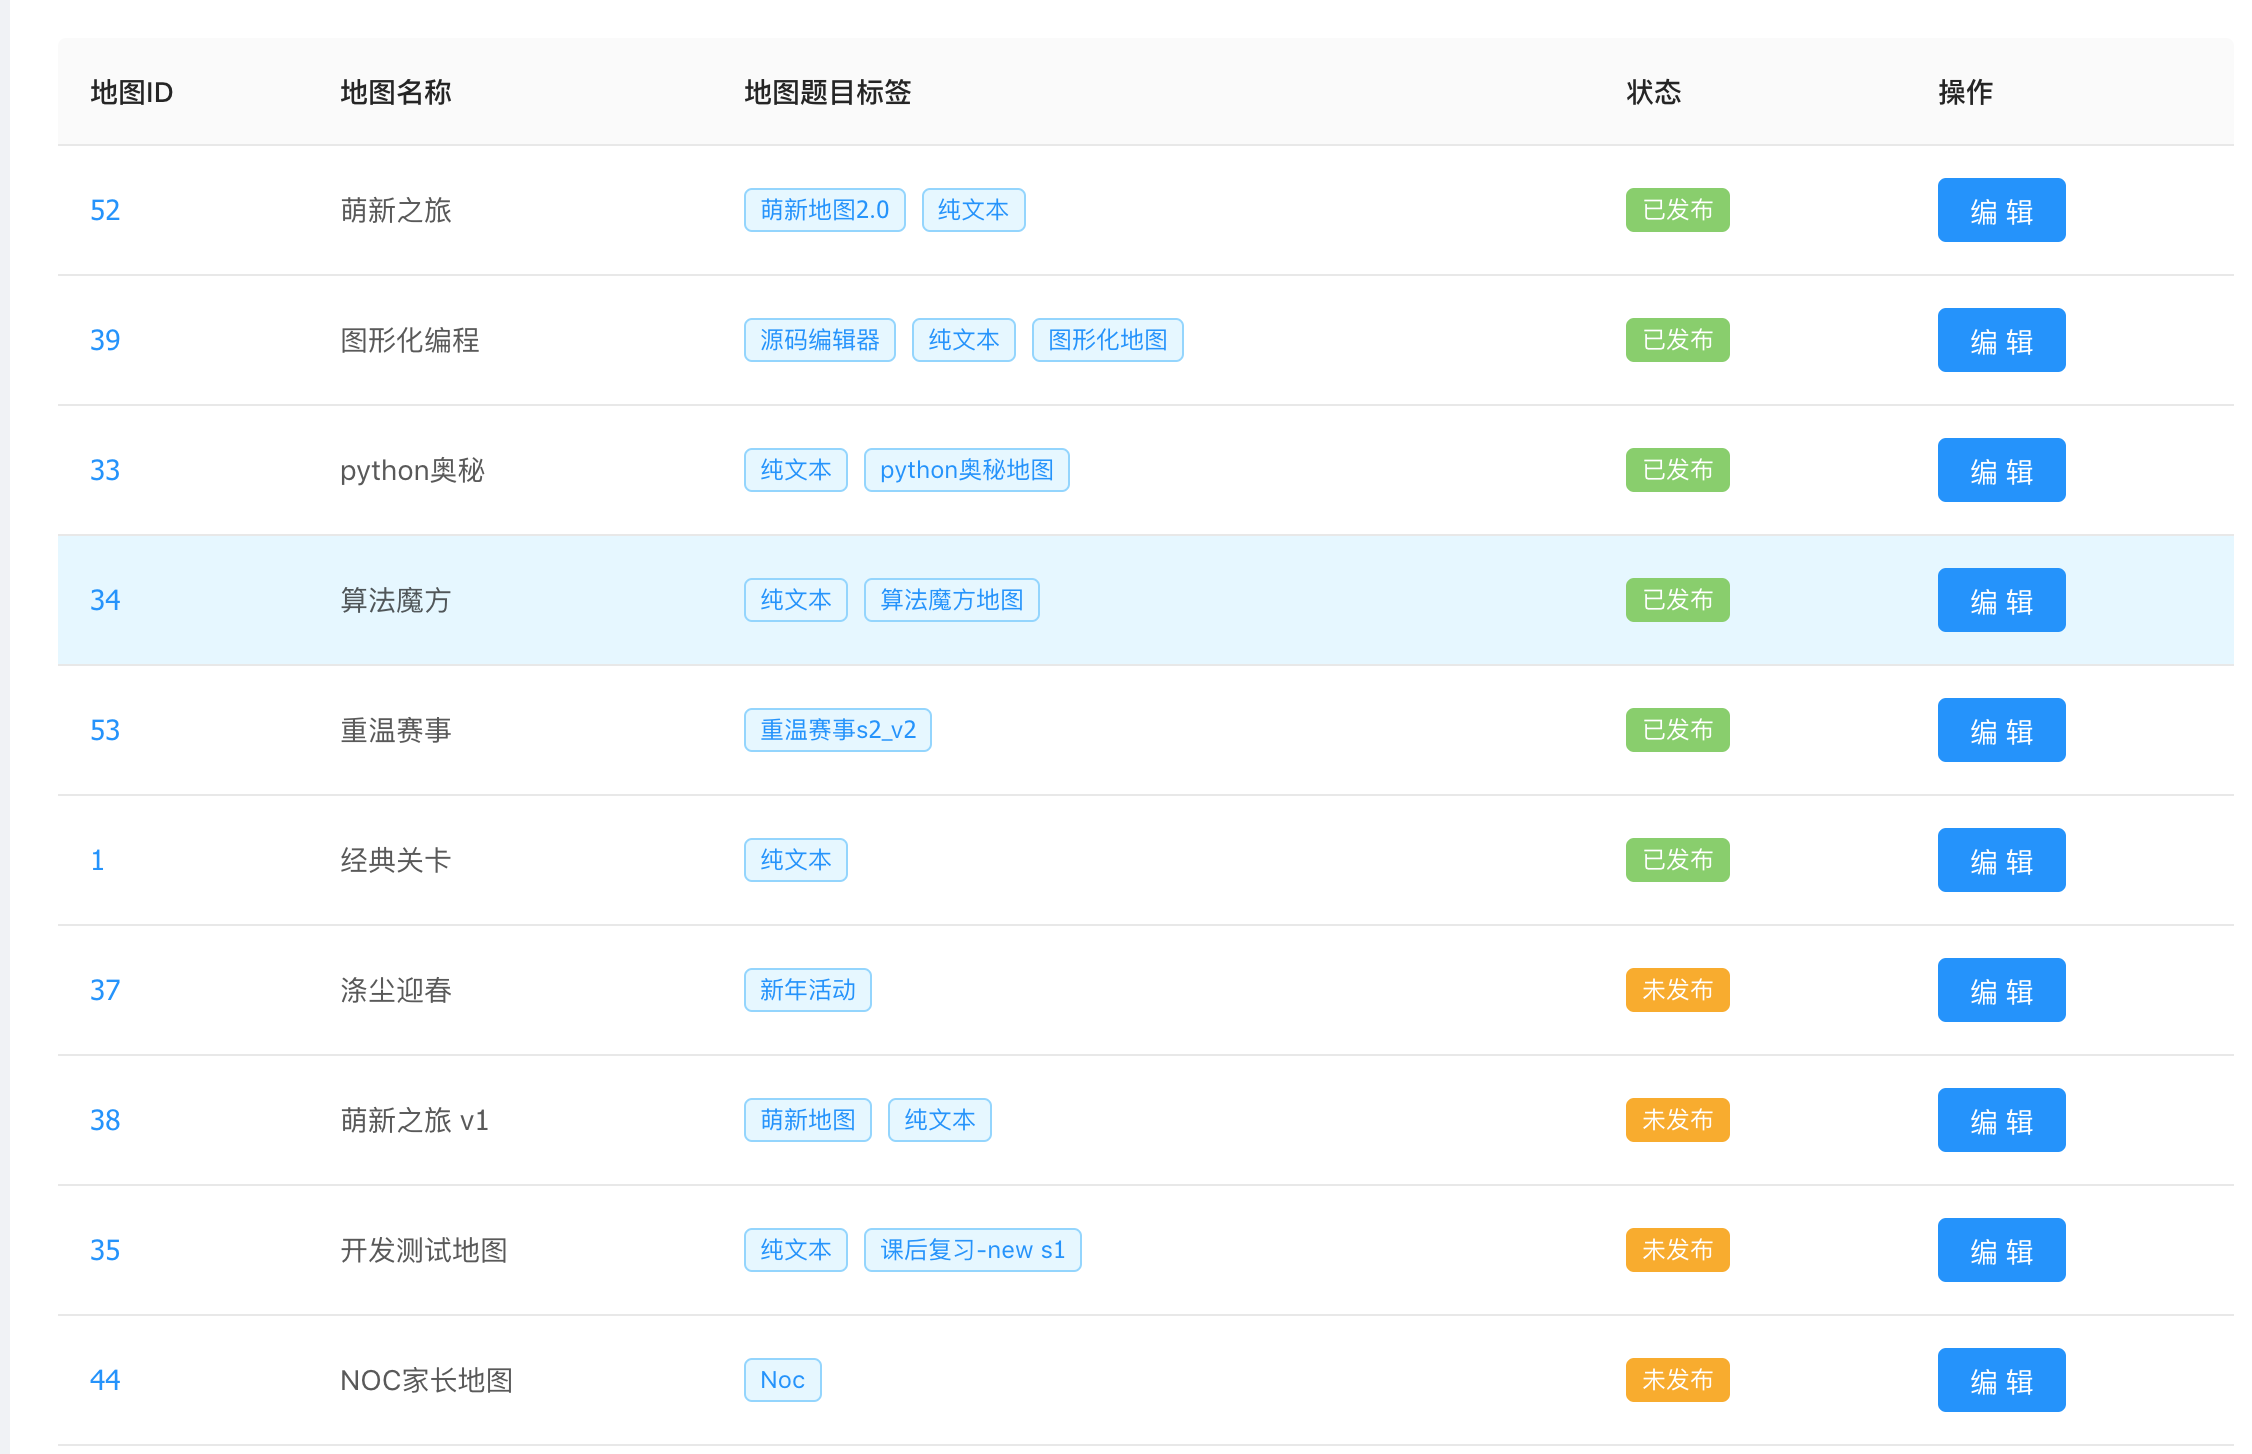 地图ID 地图名称 地图题目标签 状态 操作
52 萌新之旅 萌新地图2.0 纯文本 已发布 编 辑
39 图形化编程 源码编辑器 纯文本 图形化地图 已发布 编 辑
33 python奥秘 纯文本 python奥秘地图 已发布 编 辑
34 算法魔方 纯文本 算法魔方地图 已发布 编 辑
53 重温赛事 重温赛事s2_v2 已发布 编 辑
1 经典关卡 纯文本 已发布 编 辑
37 涤尘迎春 新年活动 未发布 编 辑
38 萌新之旅 v1 萌新地图 纯文本 未发布 编 辑
35 开发测试地图 纯文本 课后复习-new s1 未发布 编 辑
44 NOC家长地图 Noc 未发布 编 辑